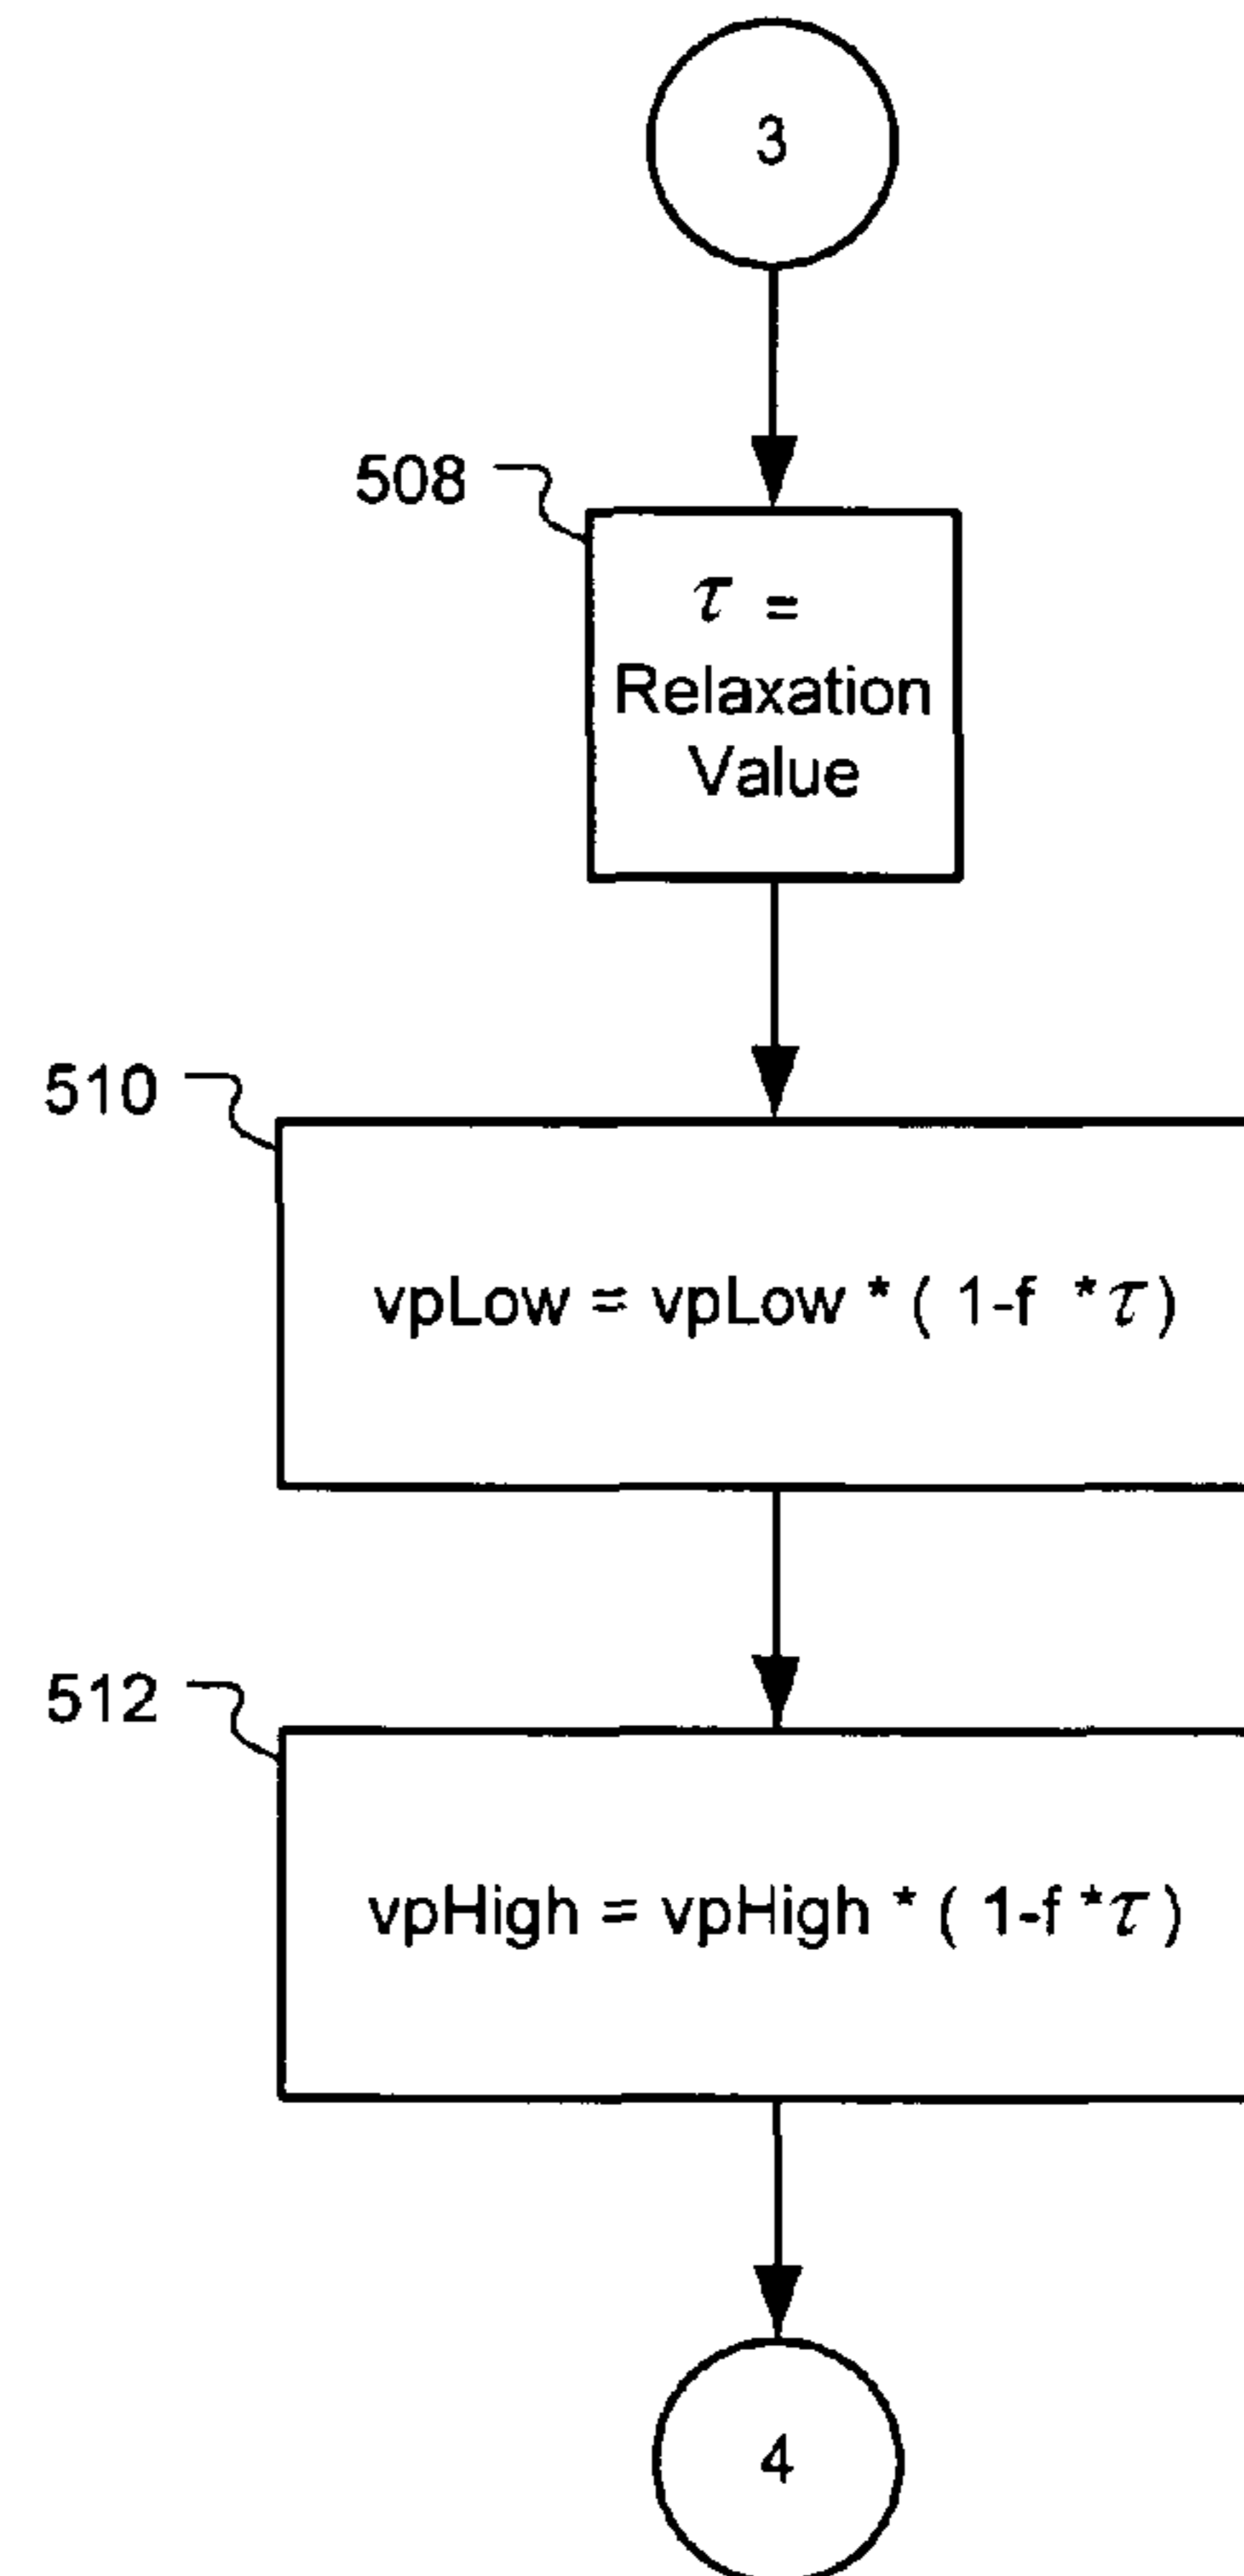 3
508
τ =
Relaxation
Value
510
vpLow = vpLow * ( 1-f * τ )
512
vpHigh = vpHigh * ( 1-f * τ )
4